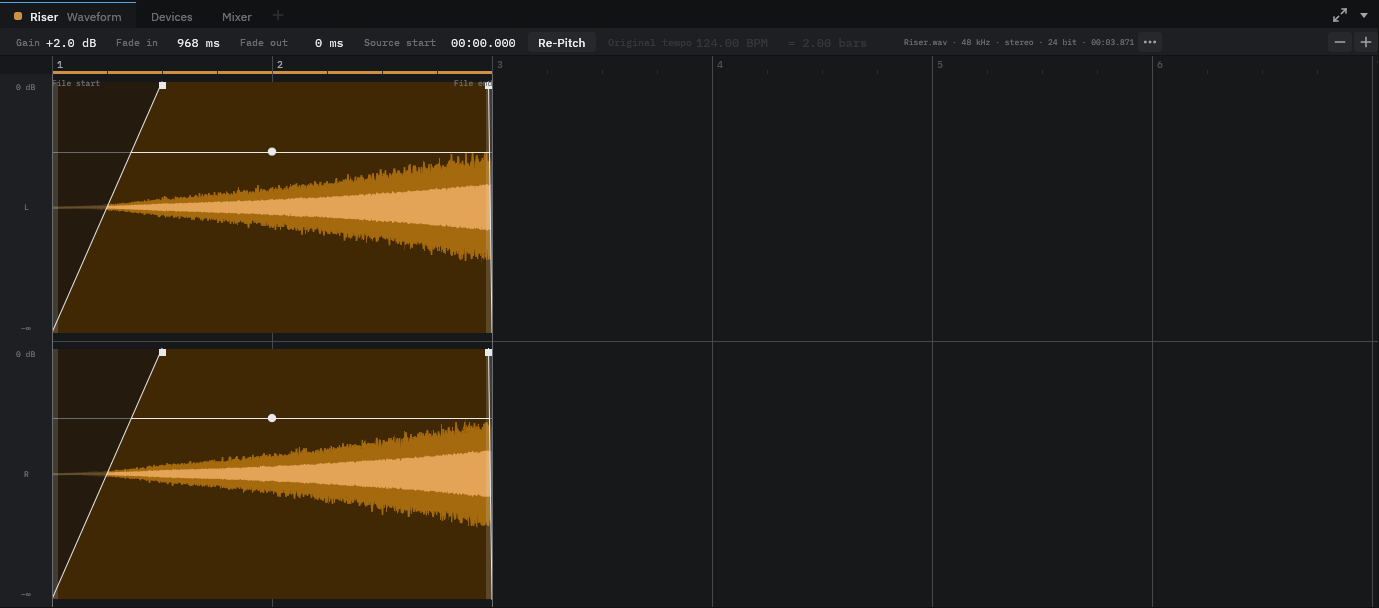 Riser Waveform Devices Mixer +
Gain +2.0 dB Fade in 968 ms Fade out 0 ms Source start 00:00.000 Re-Pitch Original tempo 124.00 BPM = 2.00 bars Riser.wav · 48 kHz · stereo · 24 bit · 00:03.871 •••
1 2 3 4 5 6
File start File en
0 dB
L
-∞
0 dB
R
-∞